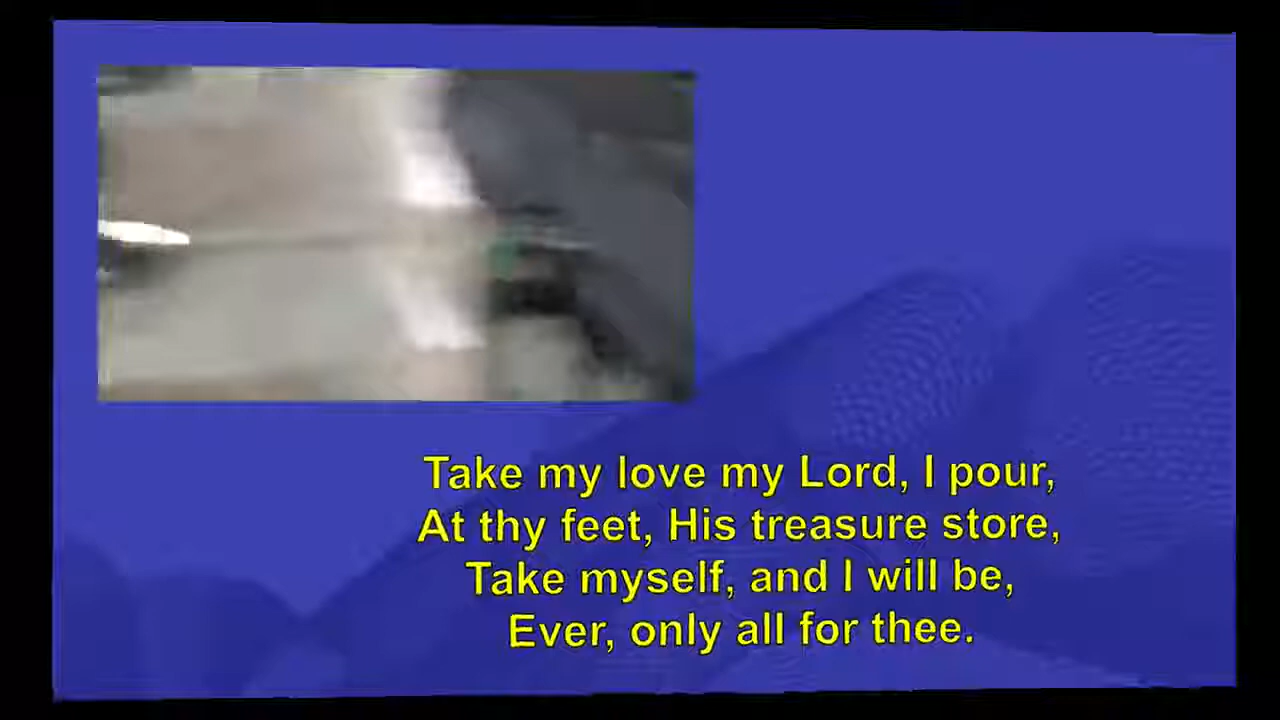 Take my love my Lord, I pour,
At thy feet, His treasure store,
Take myself, and I will be,
Ever, only all for thee.